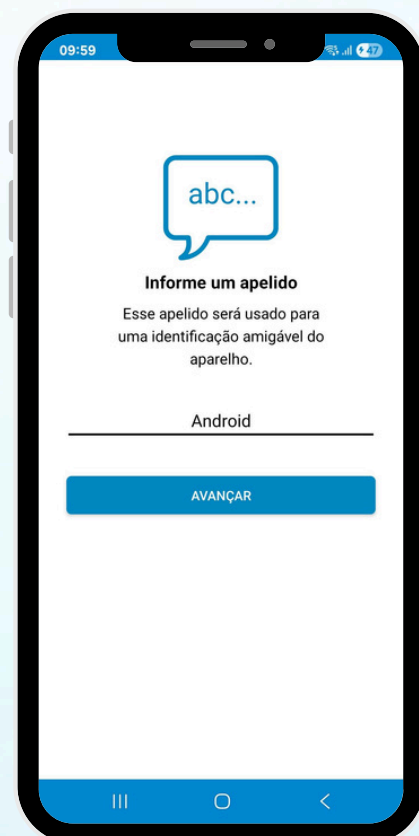 09:59
47
abc...
Informe um apelido
Esse apelido será usado para
uma identificação amigável do
aparelho.
Android
AVANÇAR